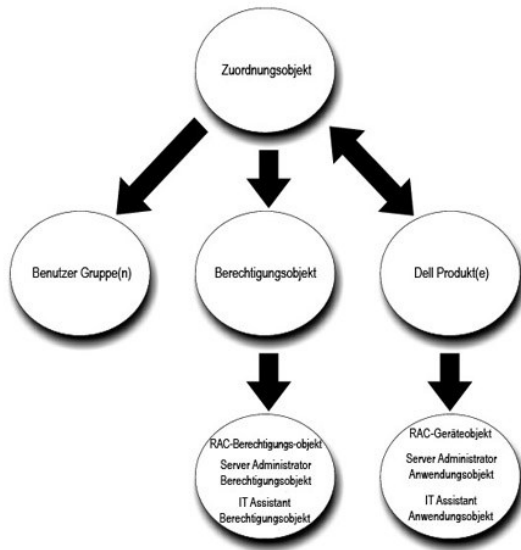 Zuordnungsobjekt
Benutzer Gruppe(n)
Berechtigungsobjekt
Dell Produkt(e)
RAC-Berechtigungs-objekt
Server Administrator
Berechtigungsobjekt
IT Assistant
Berechtigungsobjekt
RAC-Geräteobjekt
Server Administrator
Anwendungsobjekt
IT Assistant
Anwendungsobjekt